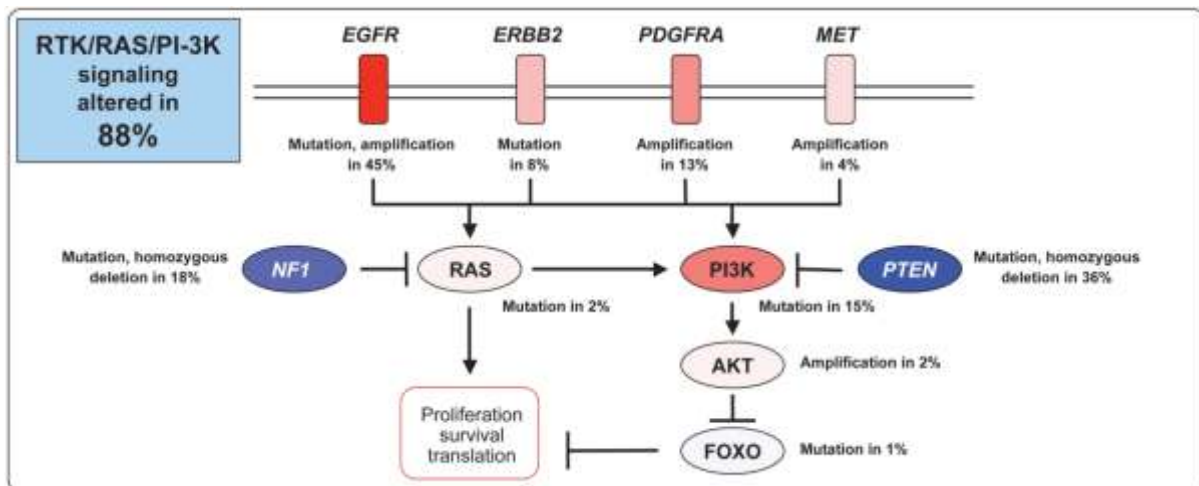 RTK/RAS/PI-3K
signaling
altered in
88%
EGFR
ERBB2
PDGFRA
MET
Mutation, amplification
in 45%
Mutation
in 8%
Amplification
in 13%
Amplification
in 4%
Mutation, homozygous
deletion in 18%
NF1
RAS
PI3K
PTEN
Mutation, homozygous
deletion in 36%
Mutation in 2%
Mutation in 15%
AKT
Amplification in 2%
Proliferation
survival
translation
FOXO
Mutation in 1%